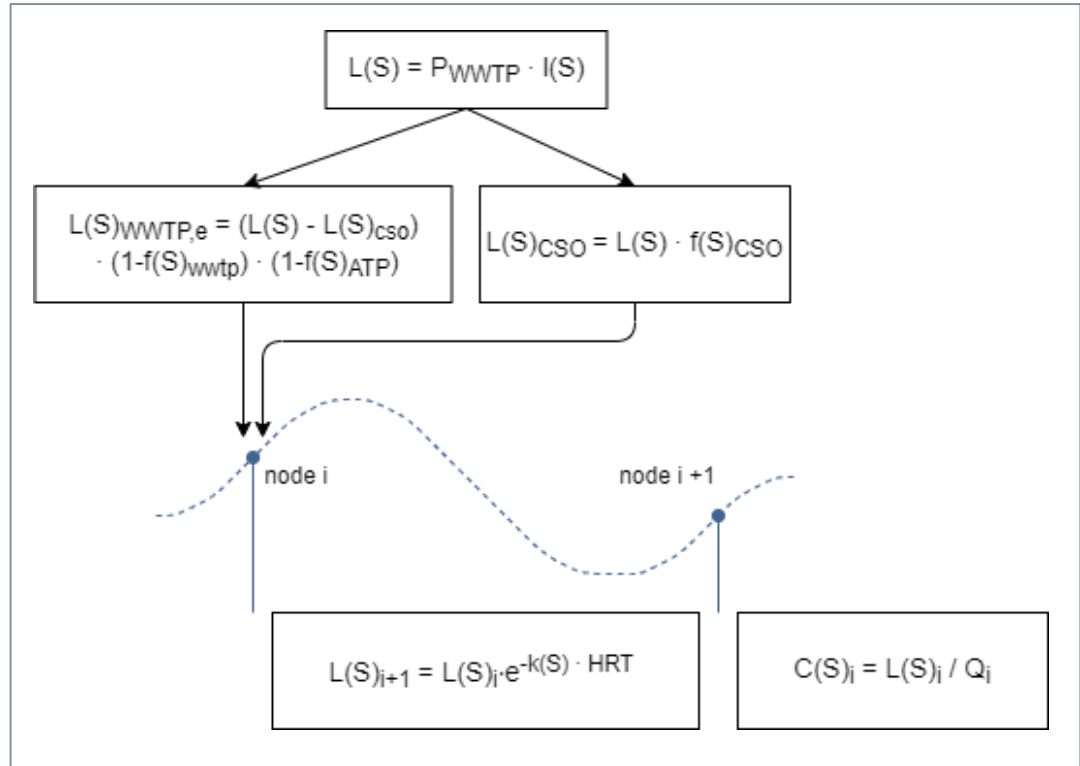 L(S) = P_WWTP · I(S)
L(S)_WWTP,e = (L(S) - L(S)_cso)
· (1-f(S)_wwtp) · (1-f(S)_ATP)
L(S)_CSO = L(S) · f(S)_CSO
node i
node i +1
L(S)_i+1 = L(S)_i·e^-k(S) · HRT
C(S)_i = L(S)_i / Q_i